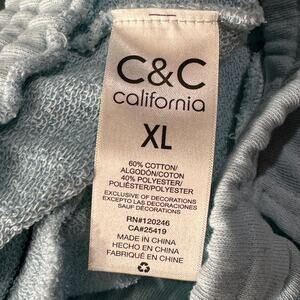 C&C
california
XL
60% COTTON/
ALGODÓN/COTON
40% POLYESTER/
POLIÉSTER/POLYESTER
EXCLUSIVE OF DECORATIONS
EXCEPTO LAS DECORACIONES
SAUF DECORATIONS
RN#120246
CA#25419
MADE IN CHINA
HECHO EN CHINA
FABRIQUÉ EN CHINE